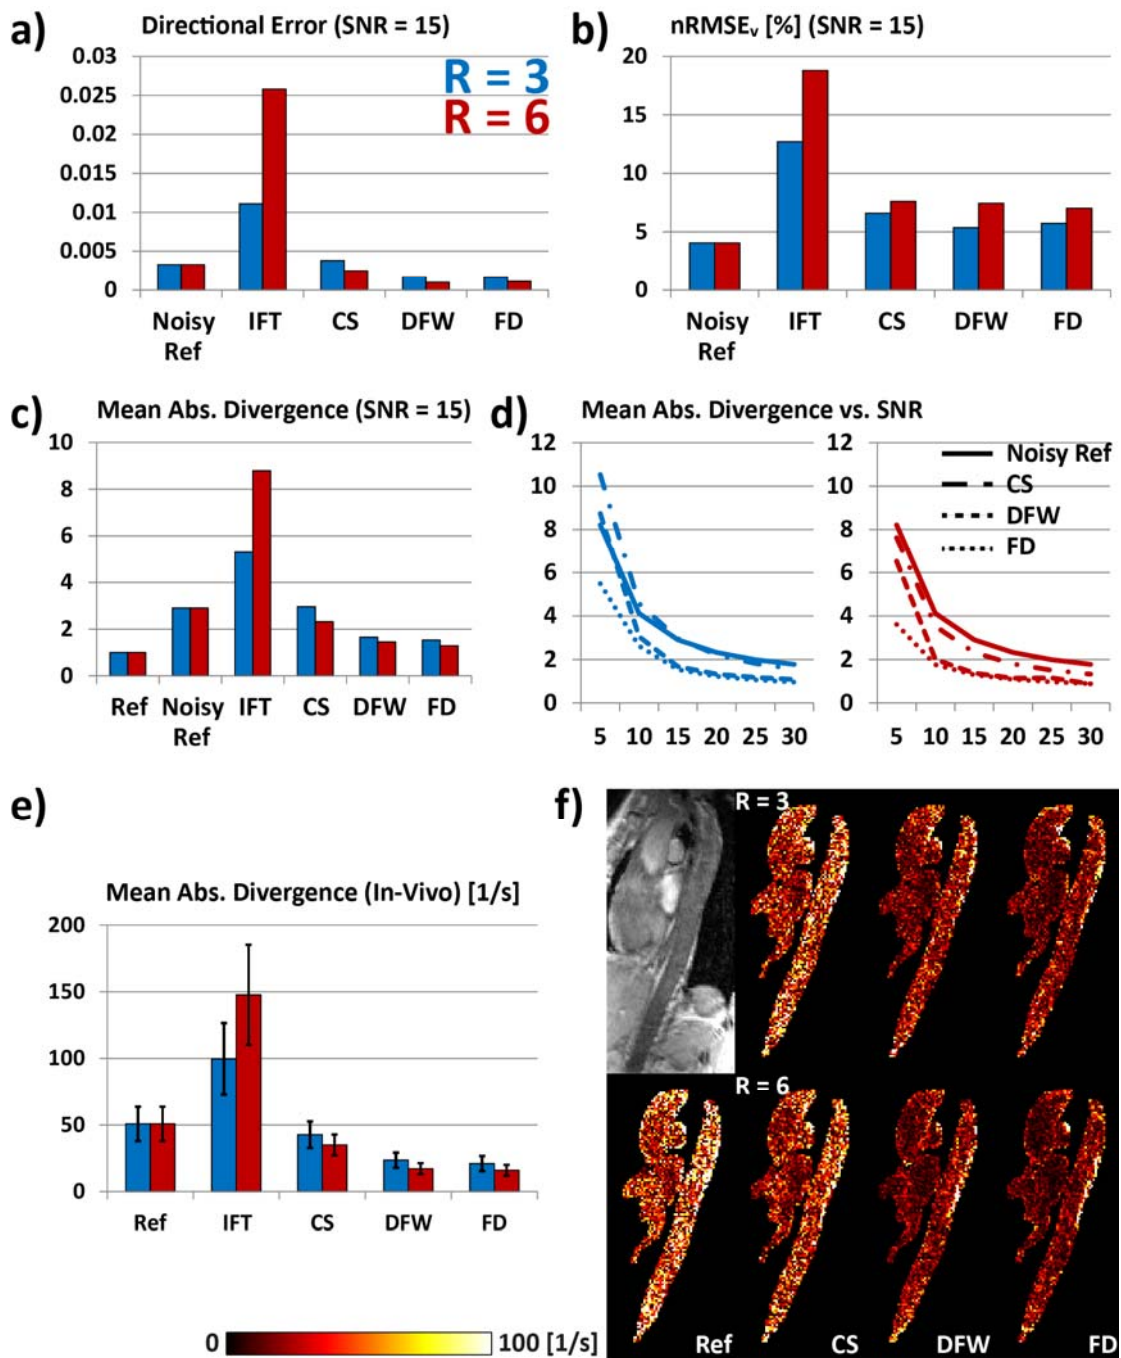 a)
Directional Error (SNR = 15)
0.03
0.025
0.02
0.015
0.01
0.005
0
R = 3
R = 6
Noisy Ref
IFT
CS
DFW
FD
b)
nRMSEv [%] (SNR = 15)
20
15
10
5
0
Noisy Ref
IFT
CS
DFW
FD
c)
Mean Abs. Divergence (SNR = 15)
10
8
6
4
2
0
Ref
Noisy Ref
IFT
CS
DFW
FD
d)
Mean Abs. Divergence vs. SNR
12
10
8
6
4
2
0
5 10 15 20 25 30
12
10
8
6
4
2
0
5 10 15 20 25 30
Noisy Ref
CS
DFW
FD
e)
Mean Abs. Divergence (In-Vivo) [1/s]
200
150
100
50
0
Ref
IFT
CS
DFW
FD
0
100 [1/s]
f)
R = 3
R = 6
Ref
CS
DFW
FD